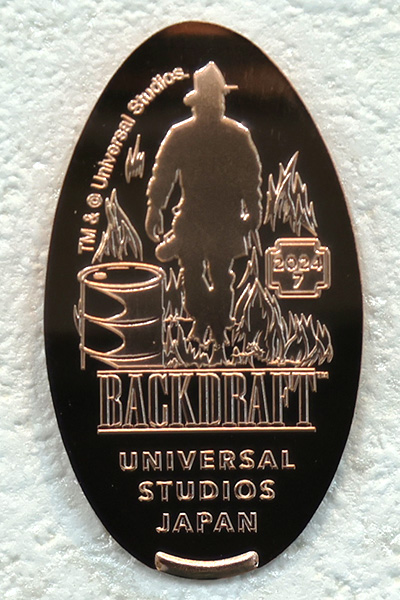 TM & © Universal Studios.
2024
7
BACKDRAFT™
UNIVERSAL
STUDIOS
JAPAN